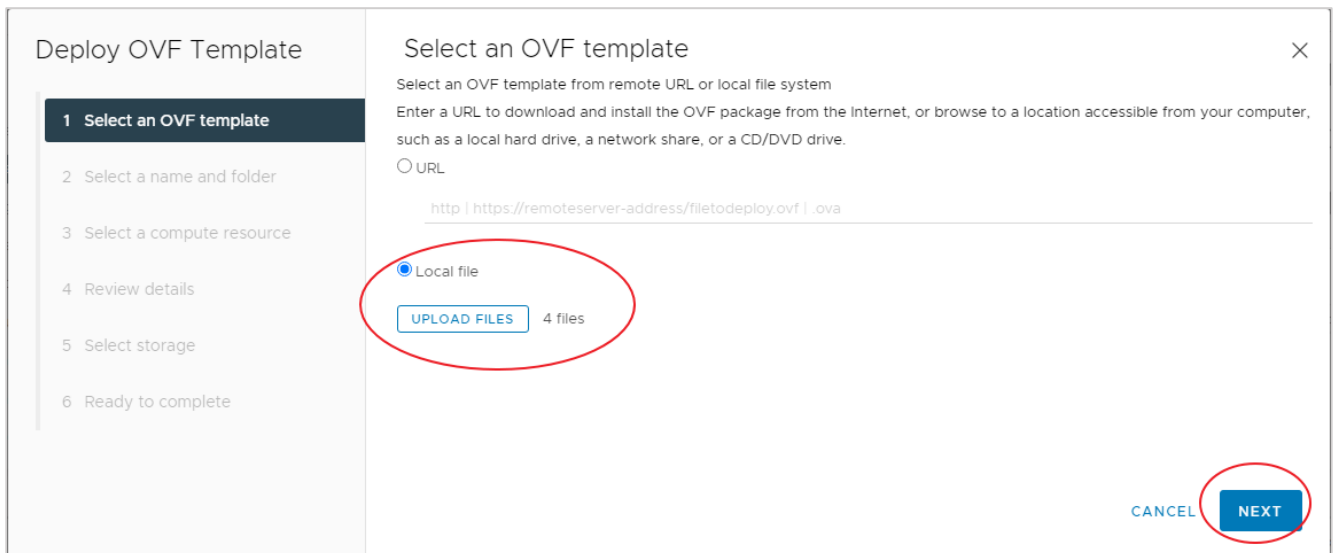 Deploy OVF Template
1 Select an OVF template
2 Select a name and folder
3 Select a compute resource
4 Review details
5 Select storage
6 Ready to complete
Select an OVF template
Select an OVF template from remote URL or local file system
Enter a URL to download and install the OVF package from the Internet, or browse to a location accessible from your computer,
such as a local hard drive, a network share, or a CD/DVD drive.
URL
http | https://remoteserver-address/filetodeploy.ovf | .ova
Local file
UPLOAD FILES 4 files
CANCEL NEXT